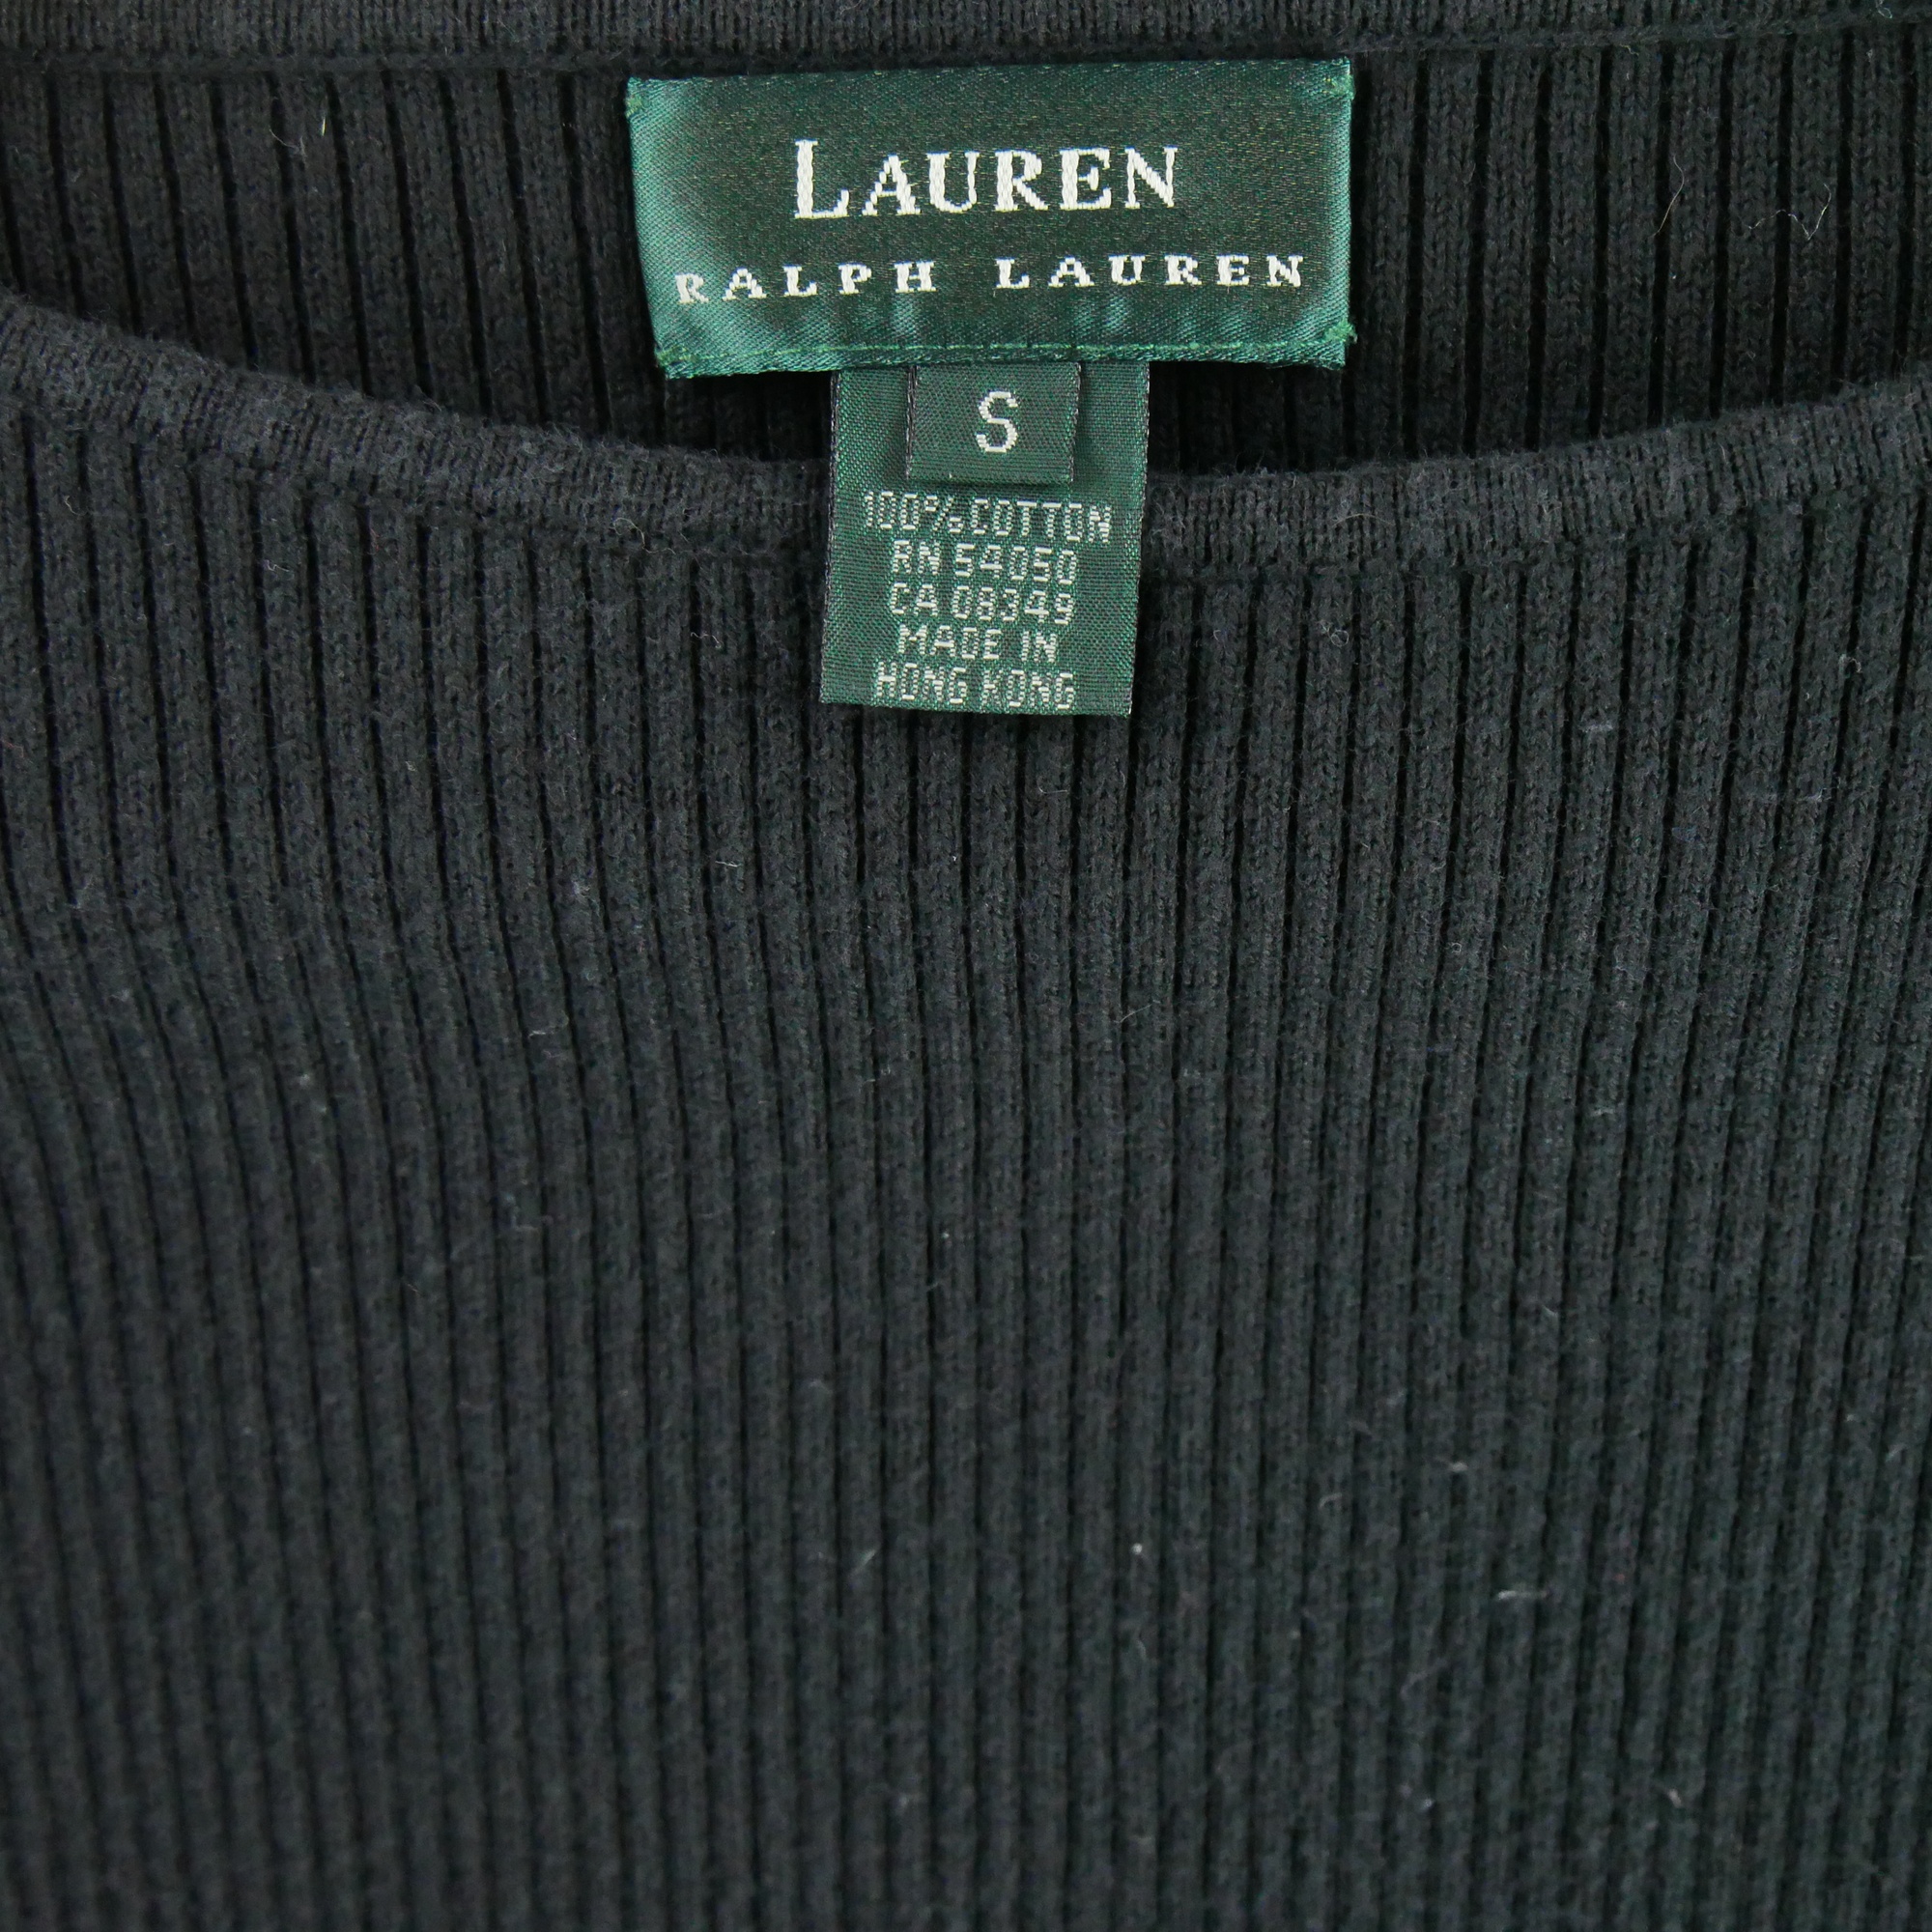 LAUREN
RALPH LAUREN
S
100% COTTON
RN 54050
CA 08349
MADE IN
HONG KONG